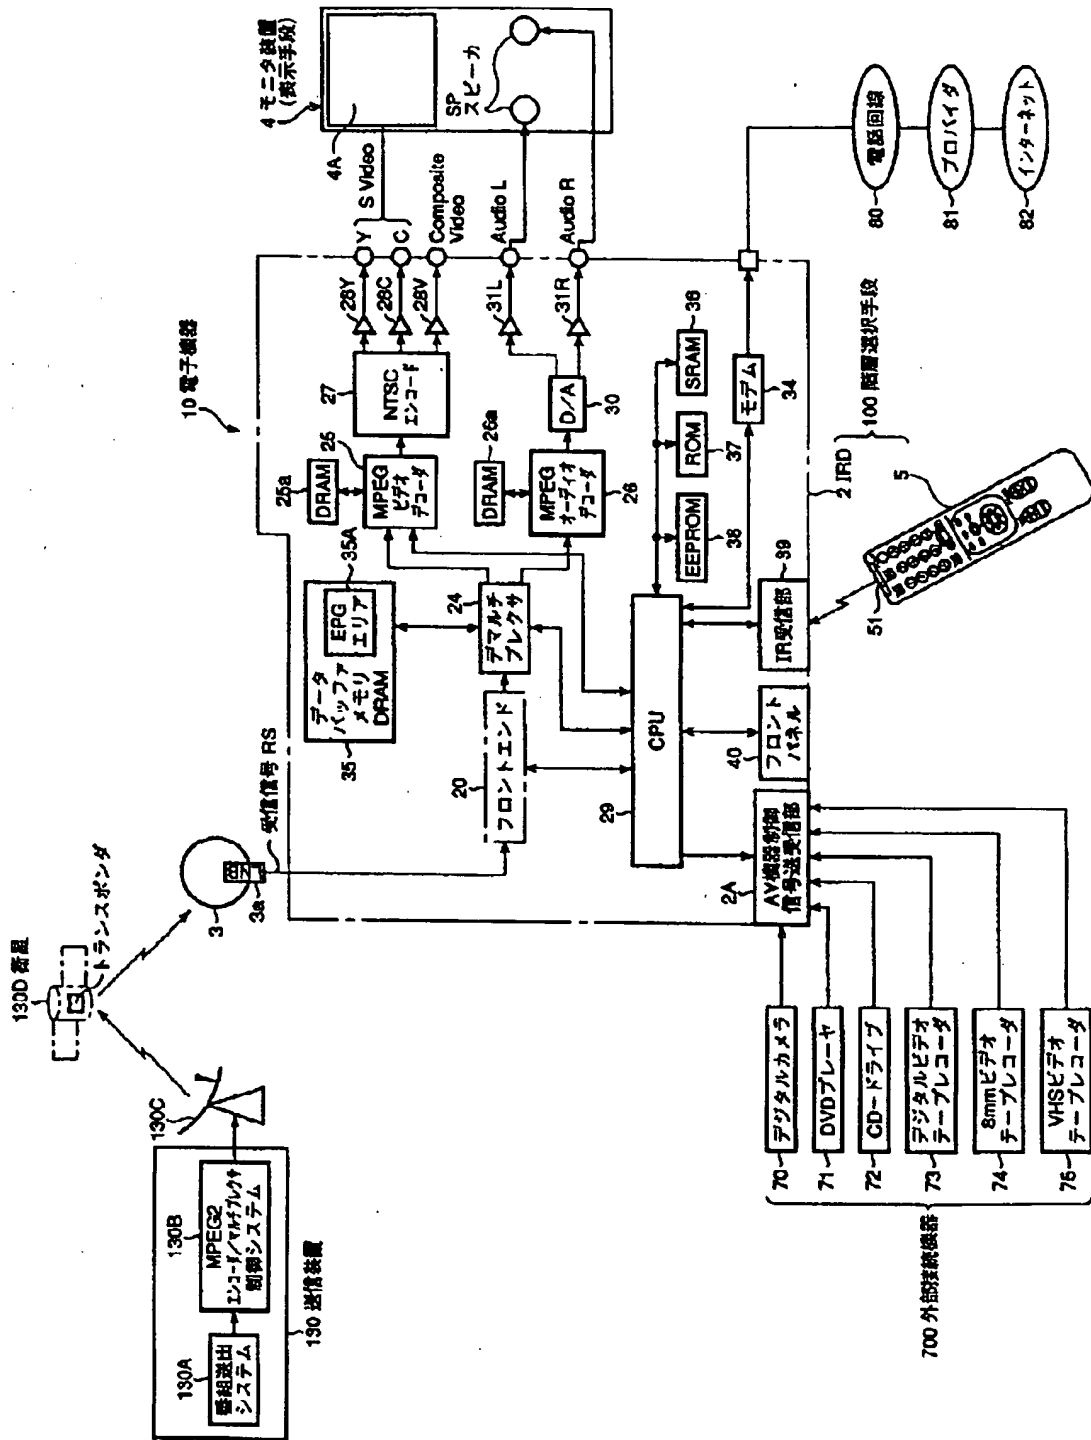 130A
番組送出
システム
130B
MPEG2
エンコーダ/マルチプレクサ
制御システム
130 送信装置
130C
130D 衛星
トランスポンダ
3
3a
受信信号 RS
10 電子機器
4 モニタ装置
(表示手段)
4A
SP
スピーカ
S Video
Y
C
Composite
Video
Audio L
Audio R
28Y
28C
28V
31L
31R
27
NTSC
エンコード
25
MPEG
ビデオ
デコーダ
25a
DRAM
26a
DRAM
MPEG
オーディオ
デコーダ
26
D/A
30
35A
EPG
エリア
データ
バッファ
メモリ
DRAM
35
24
デマルチ
プレクサ
20
フロントエンド
CPU
29
SRAM
36
ROM
37
EEPROM
38
モデム
34
IR受信部
39
フロント
パネル
40
AV機器制御
信号送受信部
2A
2 IRD
100 階層選択手段
5
51
80
電話回線
81
プロバイダ
82
インターネット
70
デジタルカメラ
71
DVDプレーヤ
72
CDードライブ
73
デジタルビデオ
テープレコーダ
74
8mmビデオ
テープレコーダ
75
VHSビデオ
テープレコーダ
700 外部接続機器